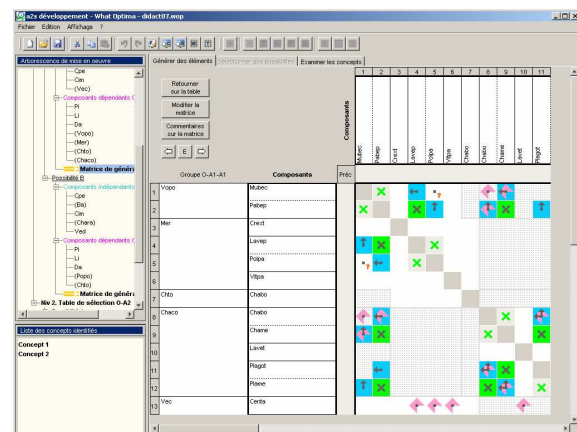 a2s développement - What Optima - didact07.wop
Fichier Edition Affichage ?
Arborescence de mise en oeuvre
Cpe
Cim
(Vec)
Composants dépendants C
Pi
Li
Da
(Vopo)
(Mer)
(Chto)
(Chaco)
Matrice de généra
Possibilité B
Composants indépendants
Cpe
(Ba)
Cim
(Chara)
Ved
Composants dépendants C
Pi
Li
Da
(Popo)
(Chto)
Matrice de généra
Niv 2. Table de sélection O-A2
Liste des concepts identifiés
Concept 1
Concept 2
Générer des éléments Sélectionner des possibilités Examiner les concepts
Retourner
sur la table
Modifier la
matrice
Commentaires
sur la matrice
E
Groupe O-A1-A1 Composants Préc
Composants
1 2 3 4 5 6 7 8 9 10 11
Mubec
Pabep
Crext
Lavep
Polpa
Vitpa
Chabo
Chabo
Chame
Lavet
Plagot
1 Vopo Mubec
2 Pabep
3 Mer Crext
4 Lavep
5 Polpa
6 Vitpa
7 Chto Chabo
8 Chaco Chabo
9 Chame
10 Lavet
11 Plagot
12
13 Vec Cerita